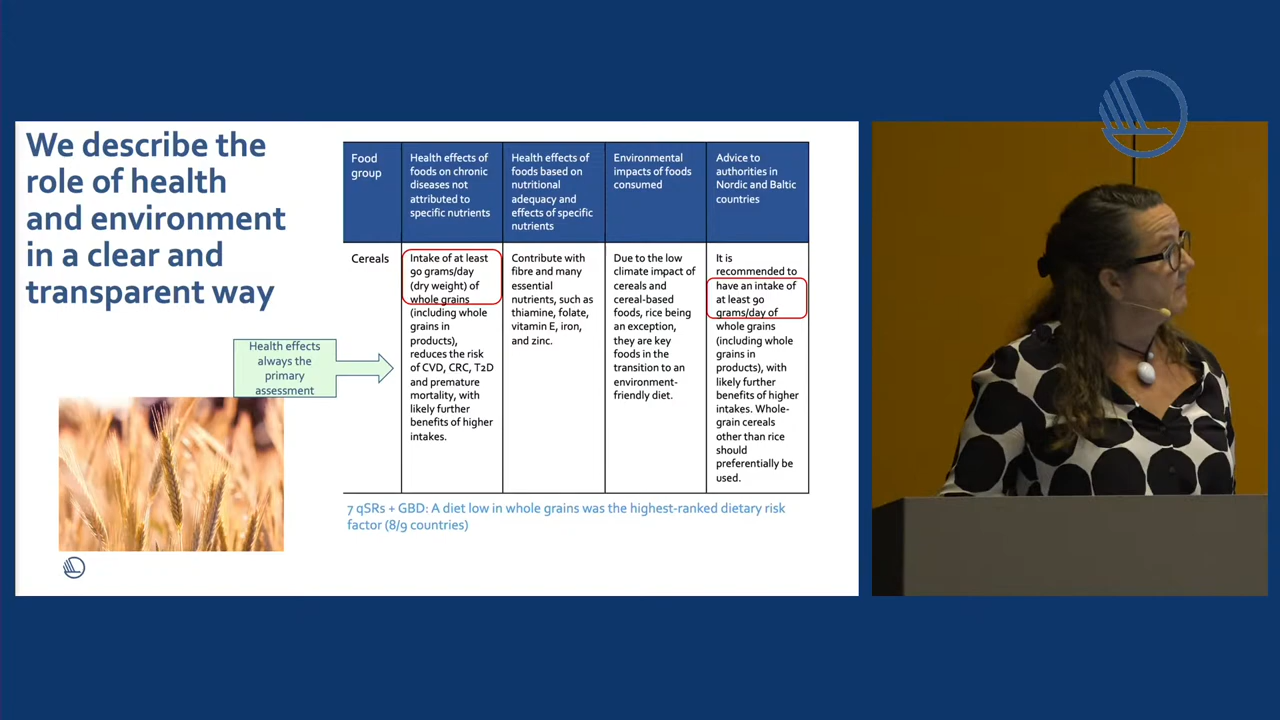 We describe the
role of health
and environment
in a clear and
transparent way
Health effects
always the
primary
assessment
Food
group
Health effects of
foods on chronic
diseases not
attributed to
specific nutrients
Health effects of
foods based on
nutritional
adequacy and
effects of specific
nutrients
Environmental
impacts of foods
consumed
Advice to
authorities in
Nordic and Baltic
countries
Cereals
Intake of at least
90 grams/day
(dry weight) of
whole grains
(including whole
grains in
products),
reduces the risk
of CVD, CRC, T2D
and premature
mortality, with
likely further
benefits of higher
intakes.
Contribute with
fibre and many
essential
nutrients, such as
thiamine, folate,
vitamin E, iron,
and zinc.
Due to the low
climate impact of
cereals and
cereal-based
foods, rice being
an exception,
they are key
foods in the
transition to an
environment-
friendly diet.
It is
recommended to
have an intake of
at least 90
grams/day of
whole grains
(including whole
grains in
products), with
likely further
benefits of higher
intakes. Whole-
grain cereals
other than rice
should
preferentially be
used.
7 qSRs + GBD: A diet low in whole grains was the highest-ranked dietary risk
factor (8/9 countries)